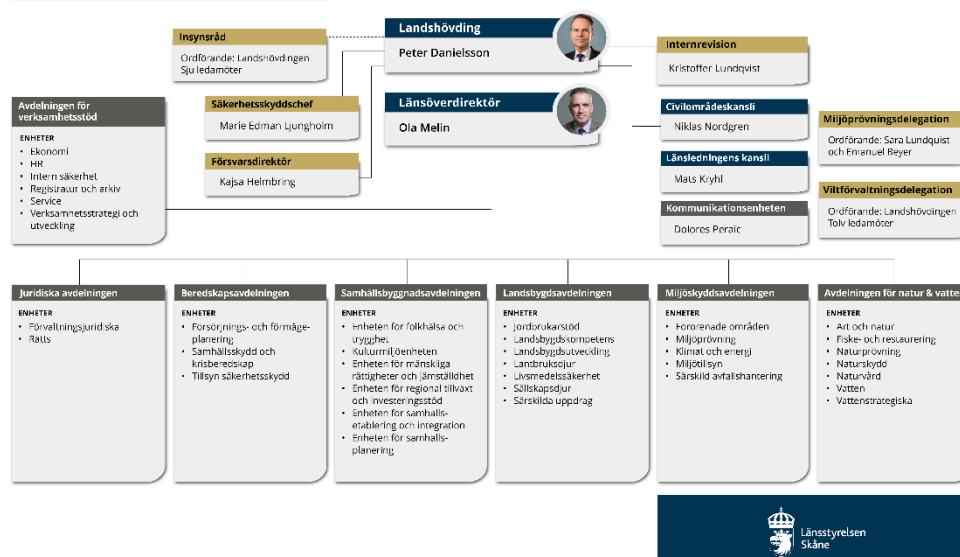 Landshövding
Peter Danielsson
Länsöverdirektör
Ola Melin
Insynsråd
Ordförande: Landshövdingen
Sju ledamöter
Säkerhetsskyddschef
Marie Edman Ljungholm
Försvarsdirektör
Kajsa Helmbring
Internrevision
Kristoffer Lundqvist
Civilområdeskansli
Niklas Nordgren
Länsledningens kansli
Mats Kryhl
Kommunikationsenheten
Dolores Peraic
Miljöprövningsdelegation
Ordförande: Sara Lundquist
och Emanuel Beyer
Viltförvaltningsdelegation
Ordförande: Landshövdingen
Tolv ledamöter
Avdelningen för
verksamhetsstöd
ENHETER
• Ekonomi
• HR
• Intern säkerhet
• Registratur och arkiv
• Service
• Verksamhetsstrategi och
utveckling
Juridiska avdelningen
ENHETER
• Förvaltningsjuridiska
• Rätts
Beredskapsavdelningen
ENHETER
• Försörjnings- och förmåge-
planering
• Samhällsskydd och
krisberedskap
• Tillsyn säkerhetsskydd
Samhällsbyggnadsavdelningen
ENHETER
• Enheten för folkhälsa och
trygghet
• Kulturmiljöenheten
• Enheten för mänskliga
rättigheter och jämställdhet
• Enheten för regional tillväxt
och investeringsstöd
• Enheten för samhälls-
etablering och integration
• Enheten för samhälls-
planering
Landsbygdsavdelningen
ENHETER
• Jordbrukarstöd
• Landsbygdskompetens
• Landsbygdsutveckling
• Lantbruksdjur
• Livsmedelssäkerhet
• Sällskapsdjur
• Särskilda uppdrag
Miljöskyddsavdelningen
ENHETER
• Förorenade områden
• Miljöprövning
• Klimat och energi
• Miljötillsyn
• Särskild avfallshantering
Avdelningen för natur & vatten
ENHETER
• Art och natur
• Fiske- och restaurering
• Naturprövning
• Naturskydd
• Naturvård
• Vatten
• Vattenstrategiska
Länsstyrelsen
Skåne